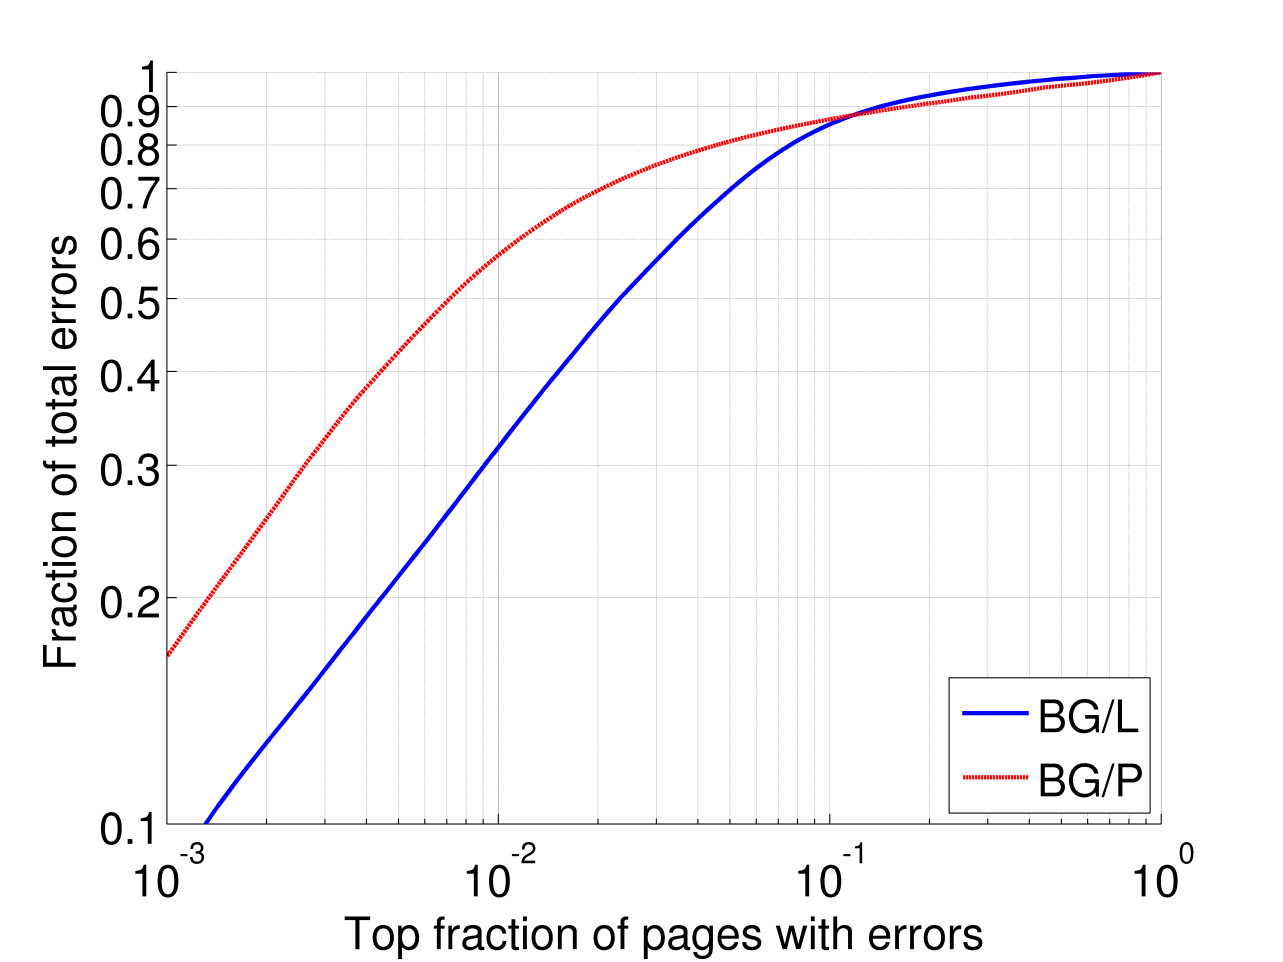 1
0.9
0.8
0.7
0.6
0.5
0.4
0.3
0.2
0.1
Fraction of total errors
BG/L
BG/P
10^-3 10^-2 10^-1 10^0
Top fraction of pages with errors